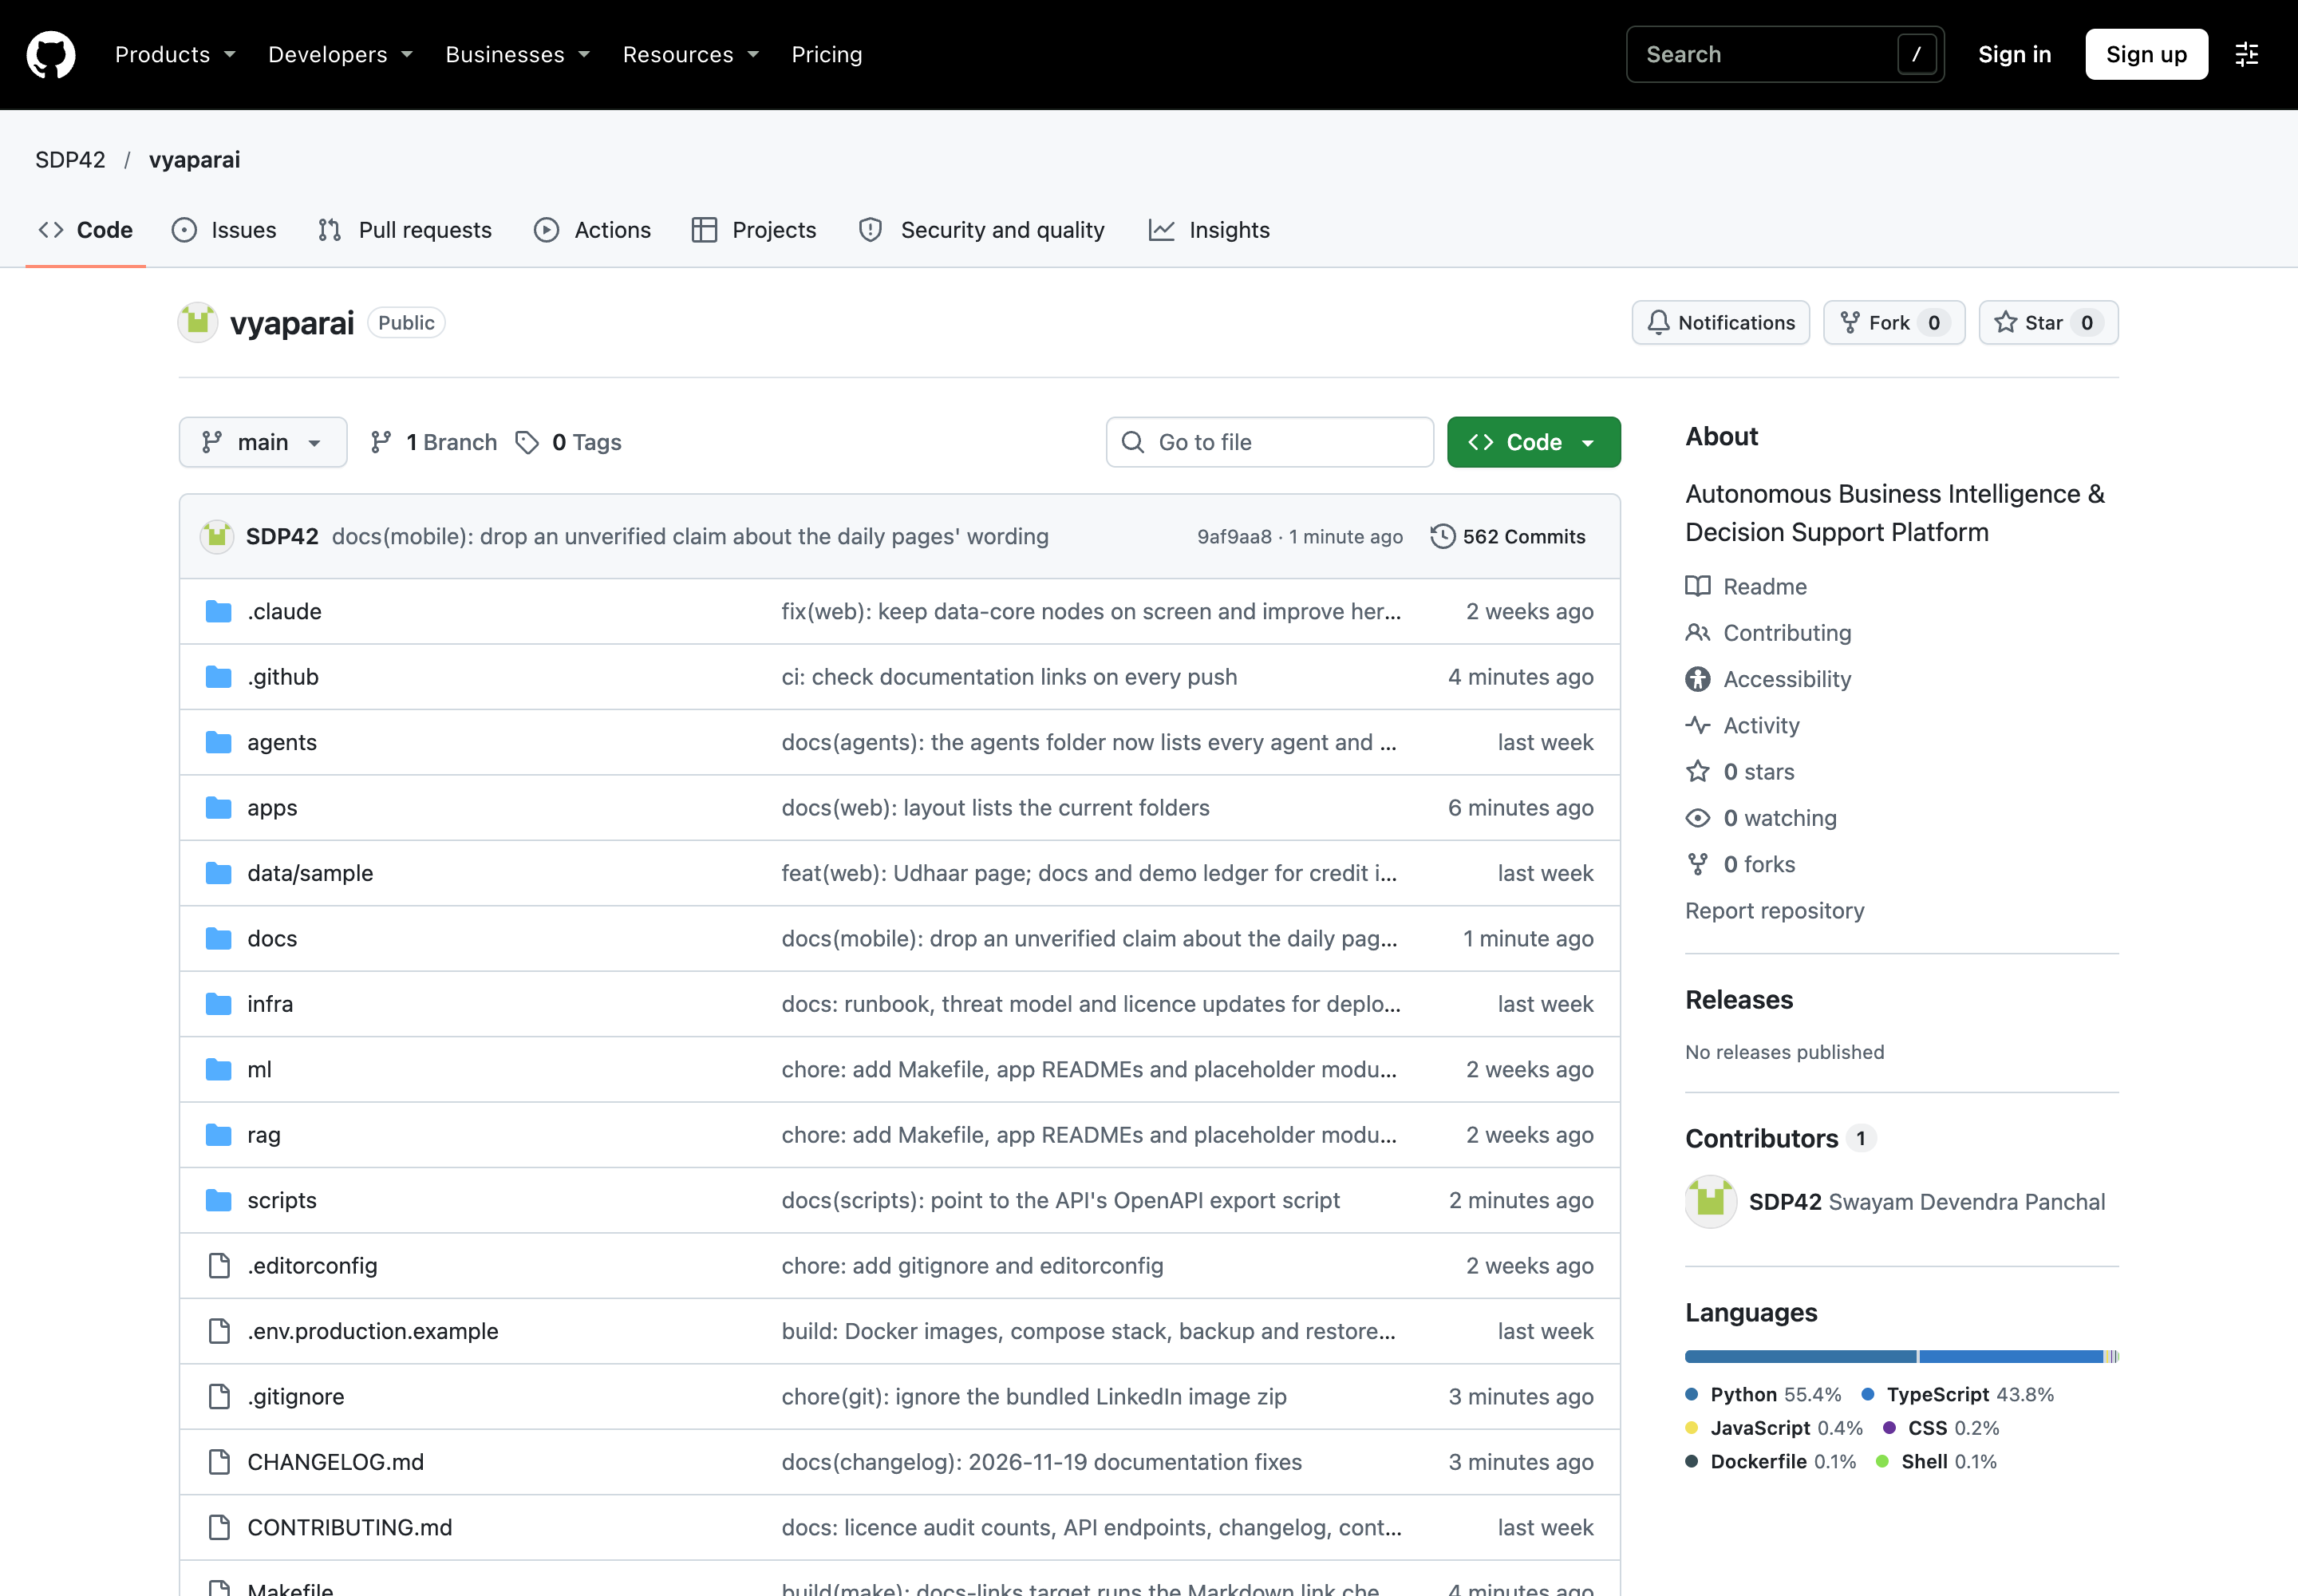 Products Developers Businesses Resources Pricing Search / Sign in Sign up
SDP42 / vyaparai
Code Issues Pull requests Actions Projects Security and quality Insights
vyaparai Public Notifications Fork 0 Star 0
main 1 Branch 0 Tags Go to file Code
SDP42 docs(mobile): drop an unverified claim about the daily pages' wording 9af9aa8 · 1 minute ago 562 Commits
.claude fix(web): keep data-core nodes on screen and improve her... 2 weeks ago
.github ci: check documentation links on every push 4 minutes ago
agents docs(agents): the agents folder now lists every agent and ... last week
apps docs(web): layout lists the current folders 6 minutes ago
data/sample feat(web): Udhaar page; docs and demo ledger for credit i... last week
docs docs(mobile): drop an unverified claim about the daily pag... 1 minute ago
infra docs: runbook, threat model and licence updates for deplo... last week
ml chore: add Makefile, app READMEs and placeholder modu... 2 weeks ago
rag chore: add Makefile, app READMEs and placeholder modu... 2 weeks ago
scripts docs(scripts): point to the API's OpenAPI export script 2 minutes ago
.editorconfig chore: add gitignore and editorconfig 2 weeks ago
.env.production.example build: Docker images, compose stack, backup and restore... last week
.gitignore chore(git): ignore the bundled LinkedIn image zip 3 minutes ago
CHANGELOG.md docs(changelog): 2026-11-19 documentation fixes 3 minutes ago
CONTRIBUTING.md docs: licence audit counts, API endpoints, changelog, cont... last week
Makefile build(make): docs-links target runs the Markdown link che... 4 minutes ago
About
Autonomous Business Intelligence &
Decision Support Platform
Readme
Contributing
Accessibility
Activity
0 stars
0 watching
0 forks
Report repository
Releases
No releases published
Contributors 1
SDP42 Swayam Devendra Panchal
Languages
Python 55.4% TypeScript 43.8%
JavaScript 0.4% CSS 0.2%
Dockerfile 0.1% Shell 0.1%